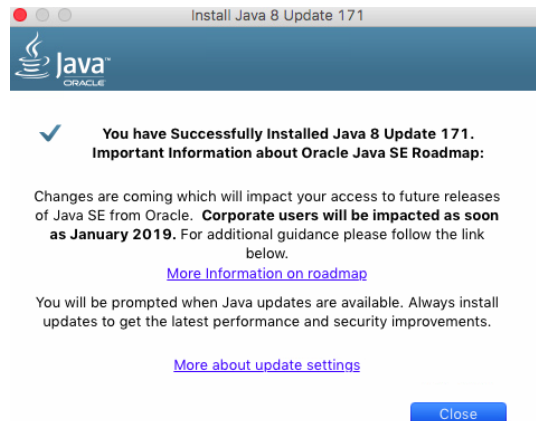 Install Java 8 Update 171
Java™
ORACLE
You have Successfully Installed Java 8 Update 171.
Important Information about Oracle Java SE Roadmap:
Changes are coming which will impact your access to future releases
of Java SE from Oracle. Corporate users will be impacted as soon
as January 2019. For additional guidance please follow the link
below.
More Information on roadmap
You will be prompted when Java updates are available. Always install
updates to get the latest performance and security improvements.
More about update settings
Close